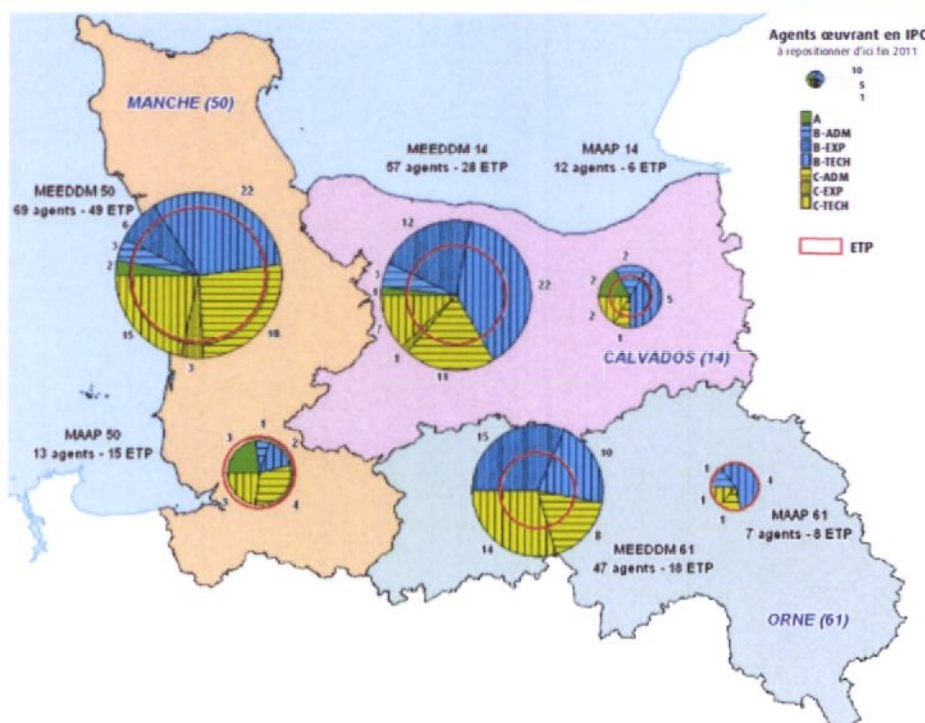 Agents œuvrant en IPC
à repositionner d'ici fin 2011
10
5
1
A
B-ADM
B-EXP
B-TECH
C-ADM
C-EXP
C-TECH
ETP
MANCHE (50)
MEEDDM 50
69 agents - 49 ETP
22
6
3
2
15
3
18
MEEDDM 14
57 agents - 28 ETP
12
3
1
7
1
11
22
MAAP 14
12 agents - 6 ETP
2
2
2
1
5
CALVADOS (14)
MAAP 50
13 agents - 15 ETP
3
1
2
3
4
15
10
14
8
MEEDDM 61
47 agents - 18 ETP
1
1
1
4
MAAP 61
7 agents - 8 ETP
ORNE (61)